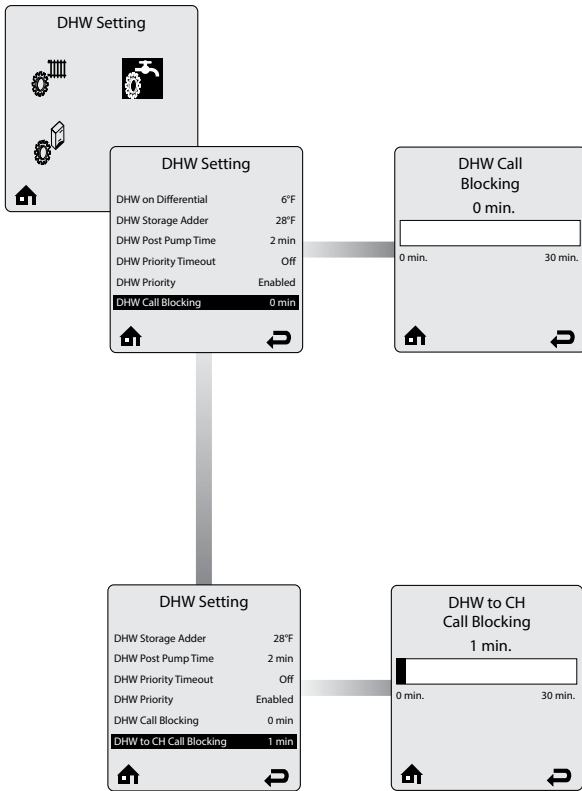 DHW Setting
DHW Setting
DHW on Differential 6°F
DHW Storage Adder 28°F
DHW Post Pump Time 2 min
DHW Priority Timeout Off
DHW Priority Enabled
DHW Call Blocking 0 min
DHW Call
Blocking
0 min.
0 min. 30 min.
DHW Setting
DHW Storage Adder 28°F
DHW Post Pump Time 2 min
DHW Priority Timeout Off
DHW Priority Enabled
DHW Call Blocking 0 min
DHW to CH Call Blocking 1 min
DHW to CH
Call Blocking
1 min.
0 min. 30 min.